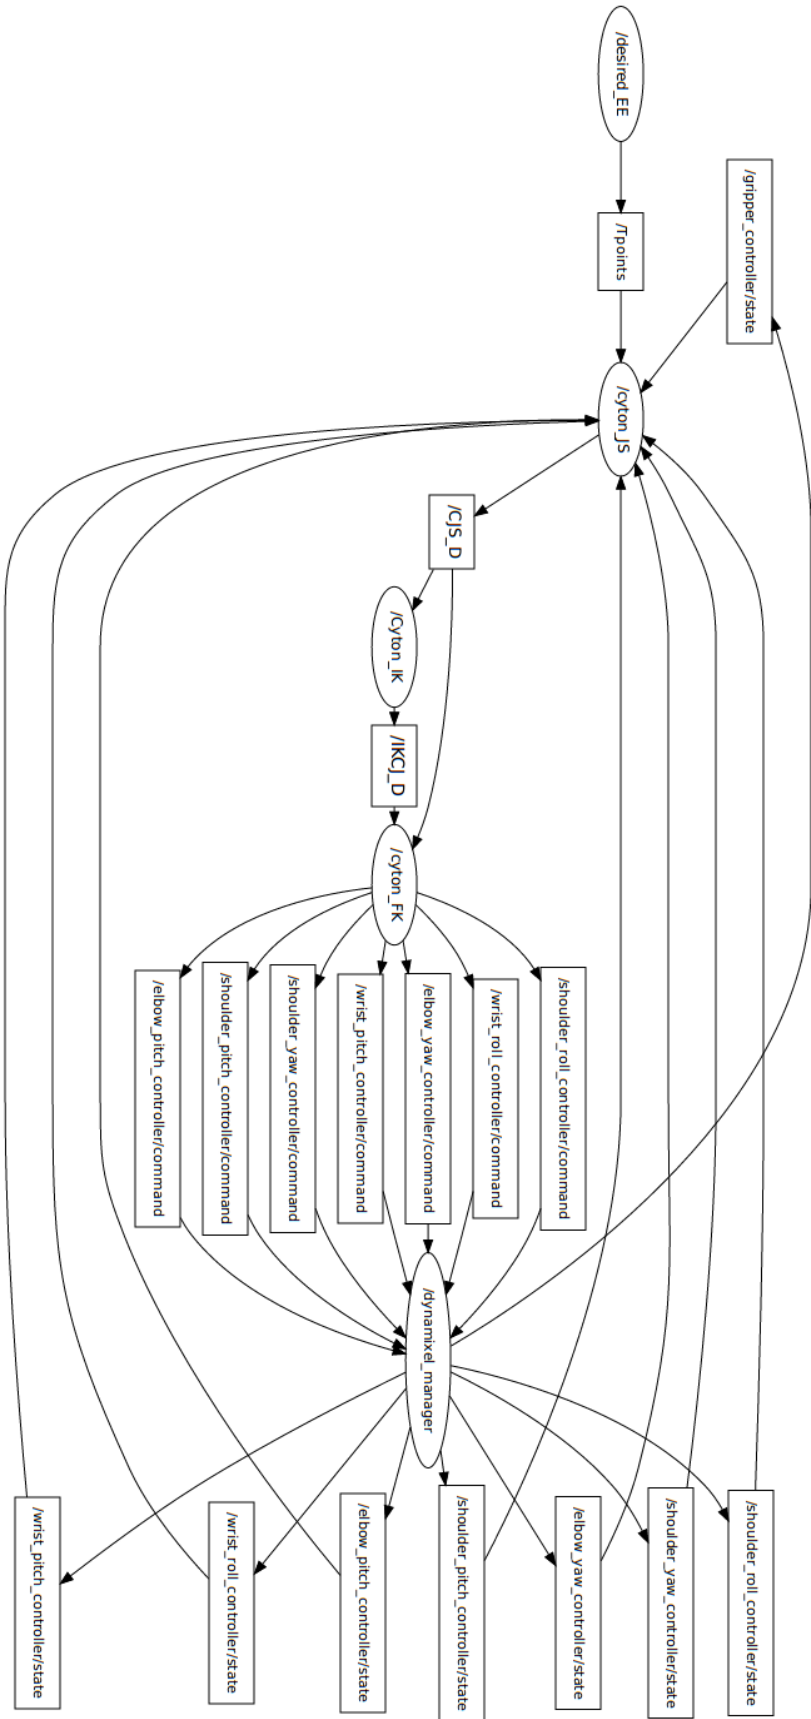 /desired_EE
/gripper_controller/state
/Tpoints
/cyton_JS
/CJS_D
/Cyton_IK
/IKCJ_D
/cyton_FK
/elbow_pitch_controller/command
/shoulder_pitch_controller/command
/shoulder_yaw_controller/command
/wrist_pitch_controller/command
/elbow_yaw_controller/command
/wrist_roll_controller/command
/shoulder_roll_controller/command
/dynamixel_manager
/wrist_pitch_controller/state
/wrist_roll_controller/state
/elbow_pitch_controller/state
/shoulder_pitch_controller/state
/elbow_yaw_controller/state
/shoulder_yaw_controller/state
/shoulder_roll_controller/state